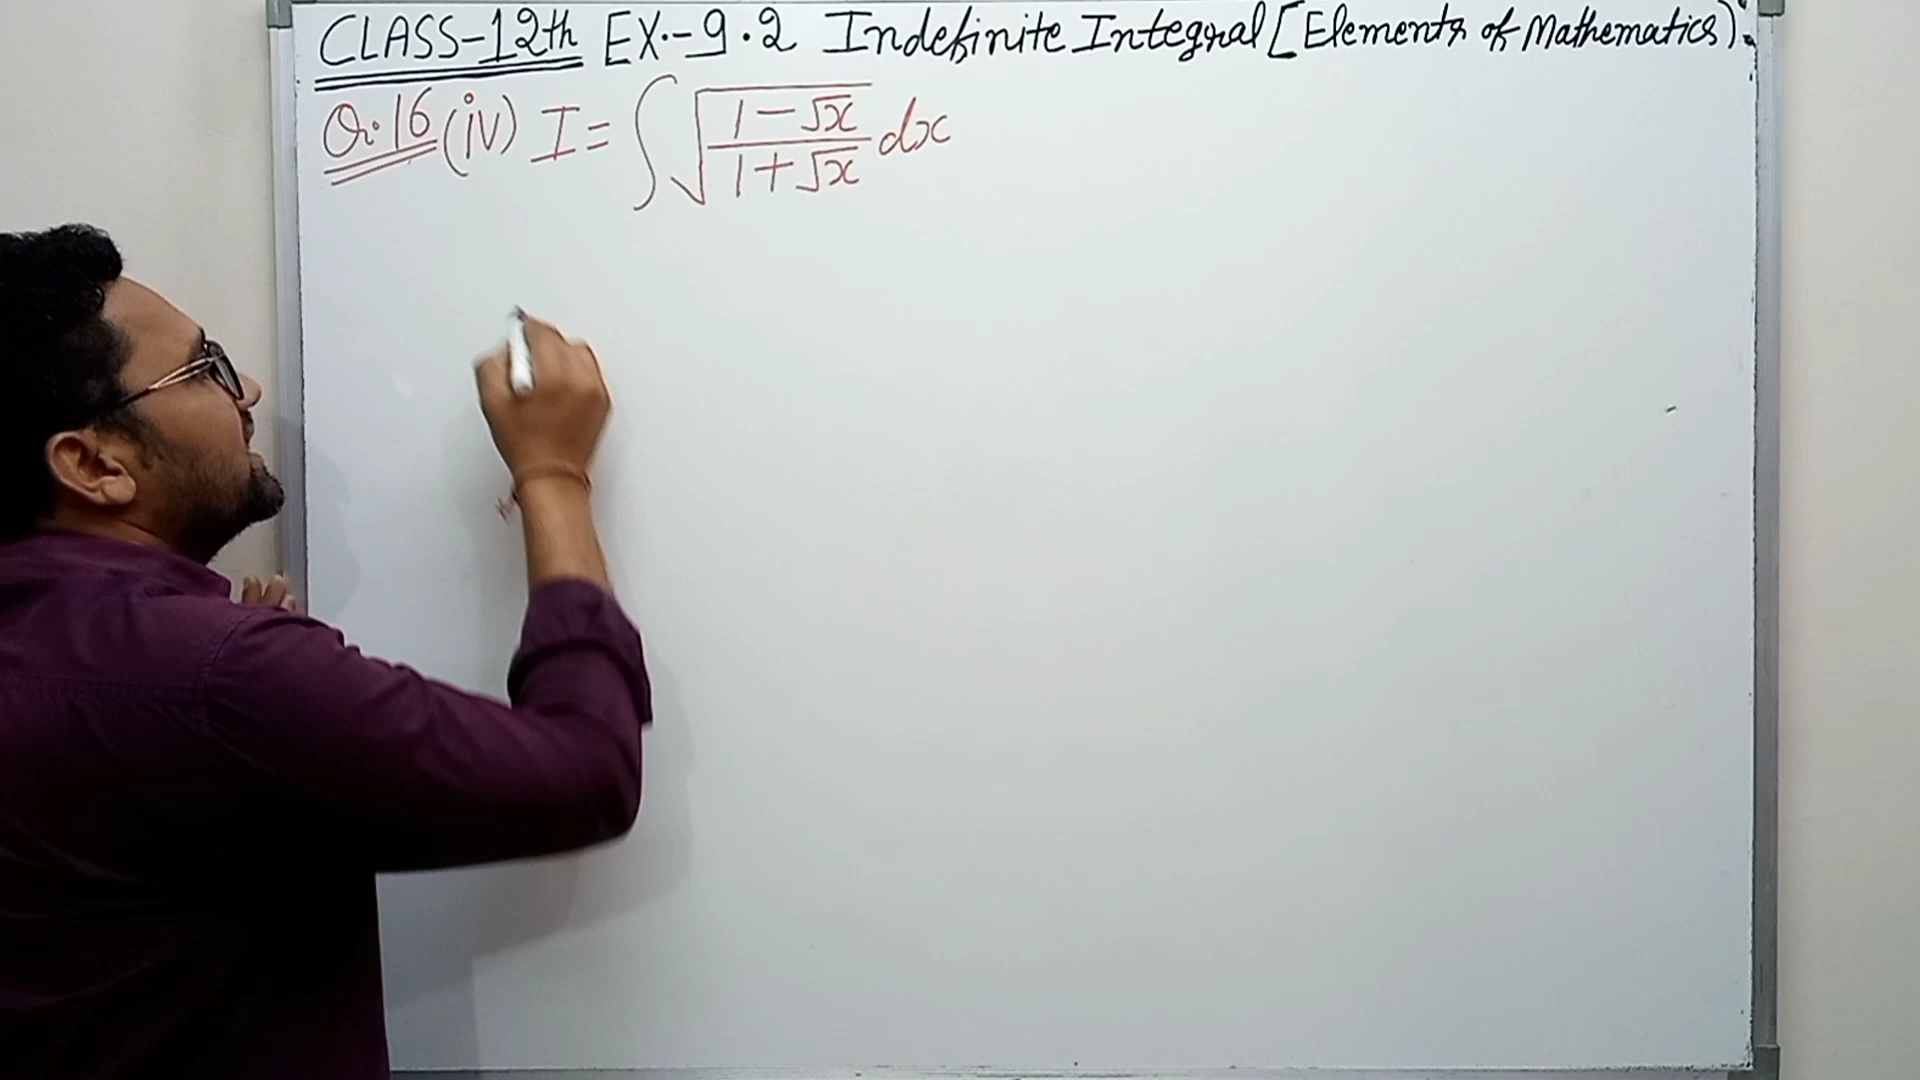 CLASS-12th EX.-9.2 Indefinite Integral [Elements of Mathematics).
Q.16 (iv) I = ∫ √((1-√x)/(1+√x)) dx